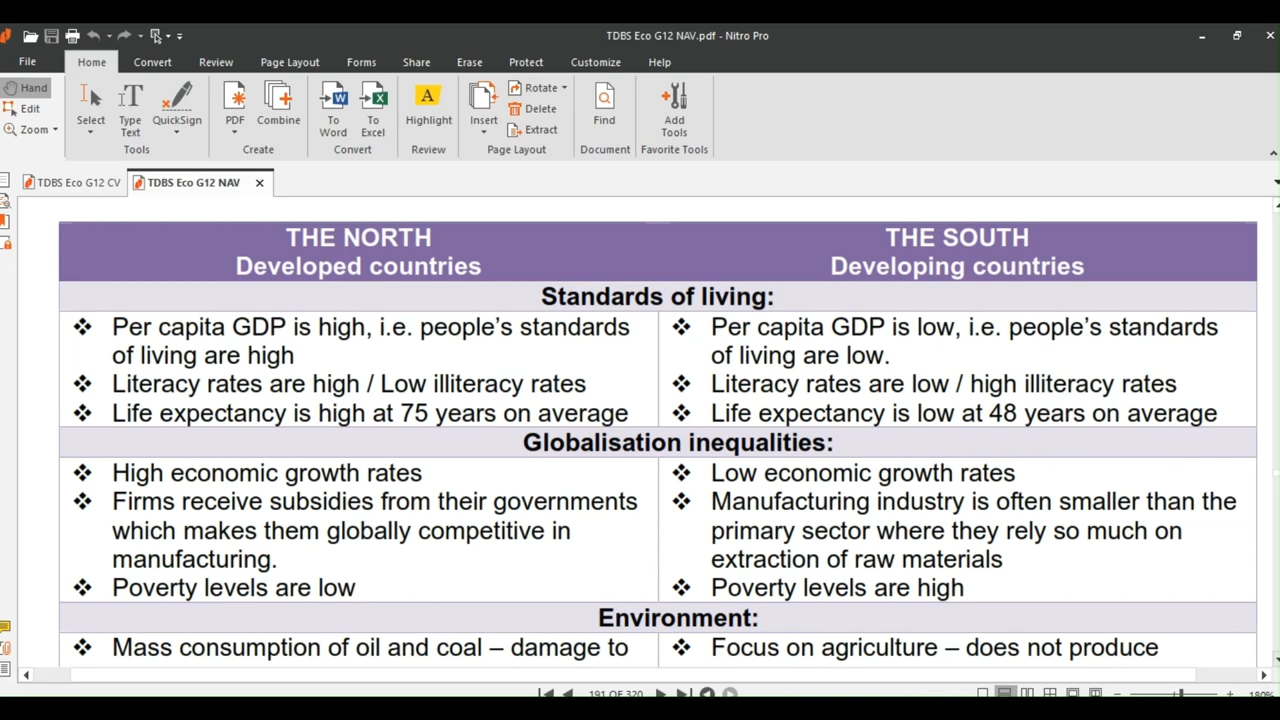 TDBS Eco G12 NAV.pdf - Nitro Pro
File Home Convert Review Page Layout Forms Share Erase Protect Customize Help
Hand
Edit
Zoom
Select
Type Text
QuickSign
Tools
PDF
Combine
Create
To Word
To Excel
Convert
Highlight
Review
Insert
Rotate
Delete
Extract
Page Layout
Find
Document
Add Tools
Favorite Tools
TDBS Eco G12 CV
TDBS Eco G12 NAV
THE NORTH
Developed countries
THE SOUTH
Developing countries
Standards of living:
❖ Per capita GDP is high, i.e. people's standards
of living are high
❖ Literacy rates are high / Low illiteracy rates
❖ Life expectancy is high at 75 years on average
❖ Per capita GDP is low, i.e. people's standards
of living are low.
❖ Literacy rates are low / high illiteracy rates
❖ Life expectancy is low at 48 years on average
Globalisation inequalities:
❖ High economic growth rates
❖ Firms receive subsidies from their governments
which makes them globally competitive in
manufacturing.
❖ Poverty levels are low
❖ Low economic growth rates
❖ Manufacturing industry is often smaller than the
primary sector where they rely so much on
extraction of raw materials
❖ Poverty levels are high
Environment:
❖ Mass consumption of oil and coal – damage to
❖ Focus on agriculture – does not produce
191 OF 320
180%